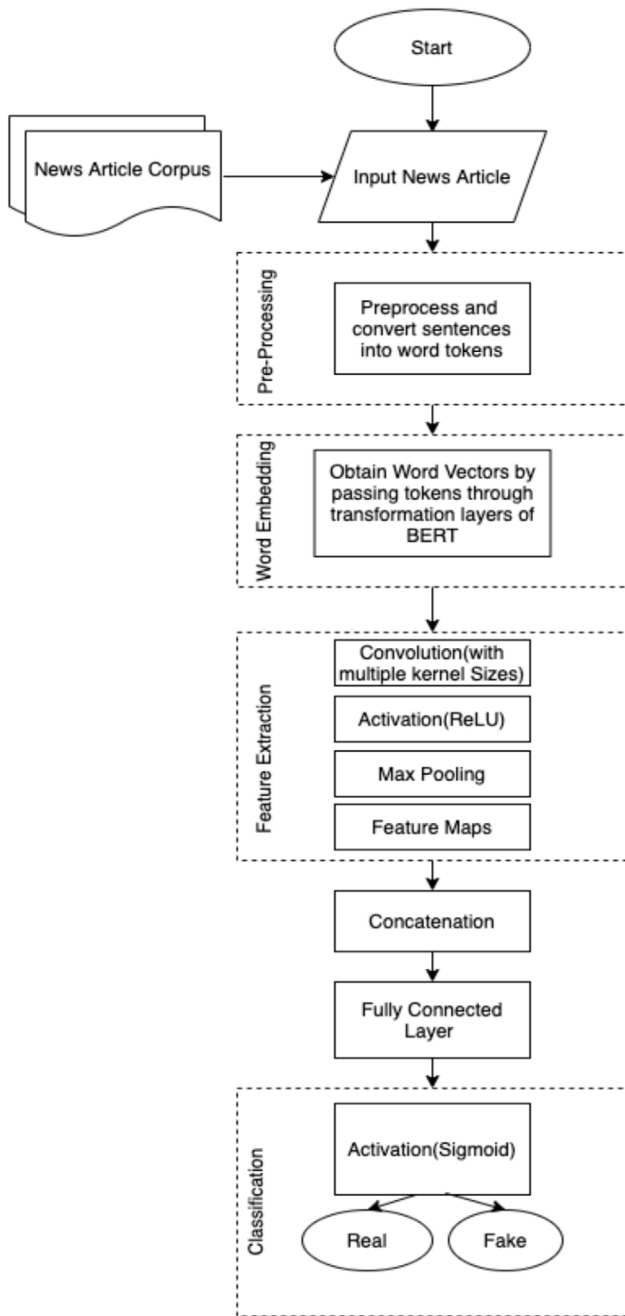 Start
News Article Corpus
Input News Article
Pre-Processing
Preprocess and
convert sentences
into word tokens
Word Embedding
Obtain Word Vectors by
passing tokens through
transformation layers of
BERT
Feature Extraction
Convolution(with
multiple kernel Sizes)
Activation(ReLU)
Max Pooling
Feature Maps
Concatenation
Fully Connected
Layer
Classification
Activation(Sigmoid)
Real
Fake